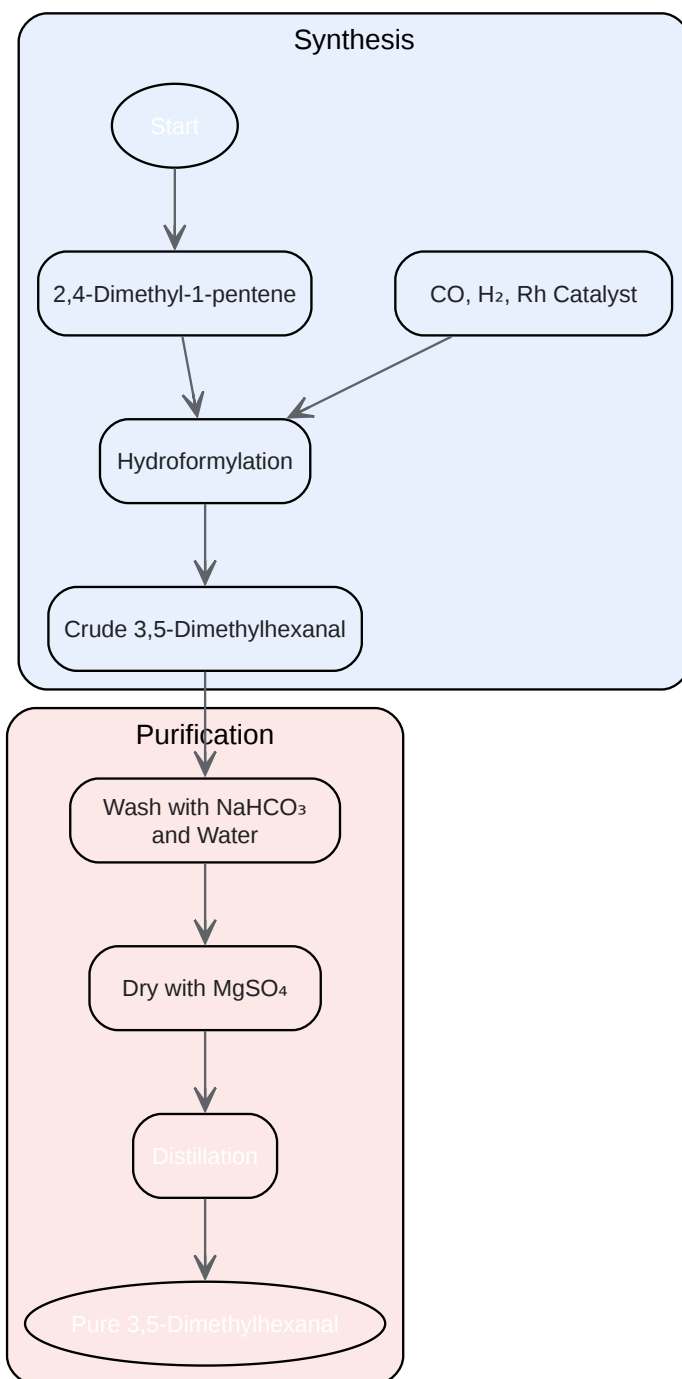 Synthesis
Start
2,4-Dimethyl-1-pentene
CO, H₂, Rh Catalyst
Hydroformylation
Crude 3,5-Dimethylhexanal
Purification
Wash with NaHCO₃
and Water
Dry with MgSO₄
Distillation
Pure 3,5-Dimethylhexanal